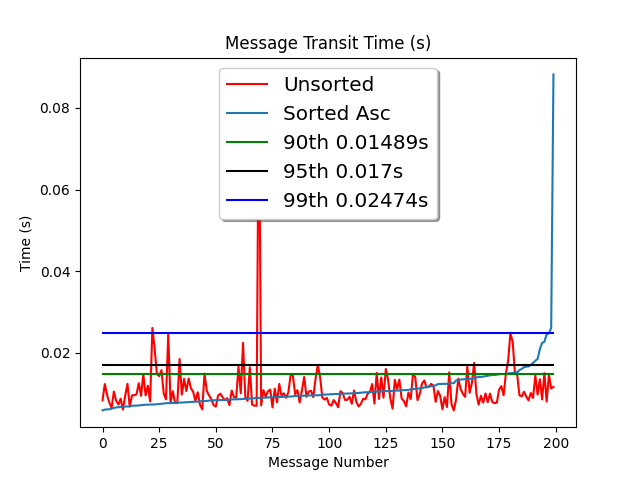 Message Transit Time (s)
Unsorted
Sorted Asc
90th 0.01489s
95th 0.017s
99th 0.02474s
0.08
0.06
0.04
0.02
Time (s)
0 25 50 75 100 125 150 175 200
Message Number